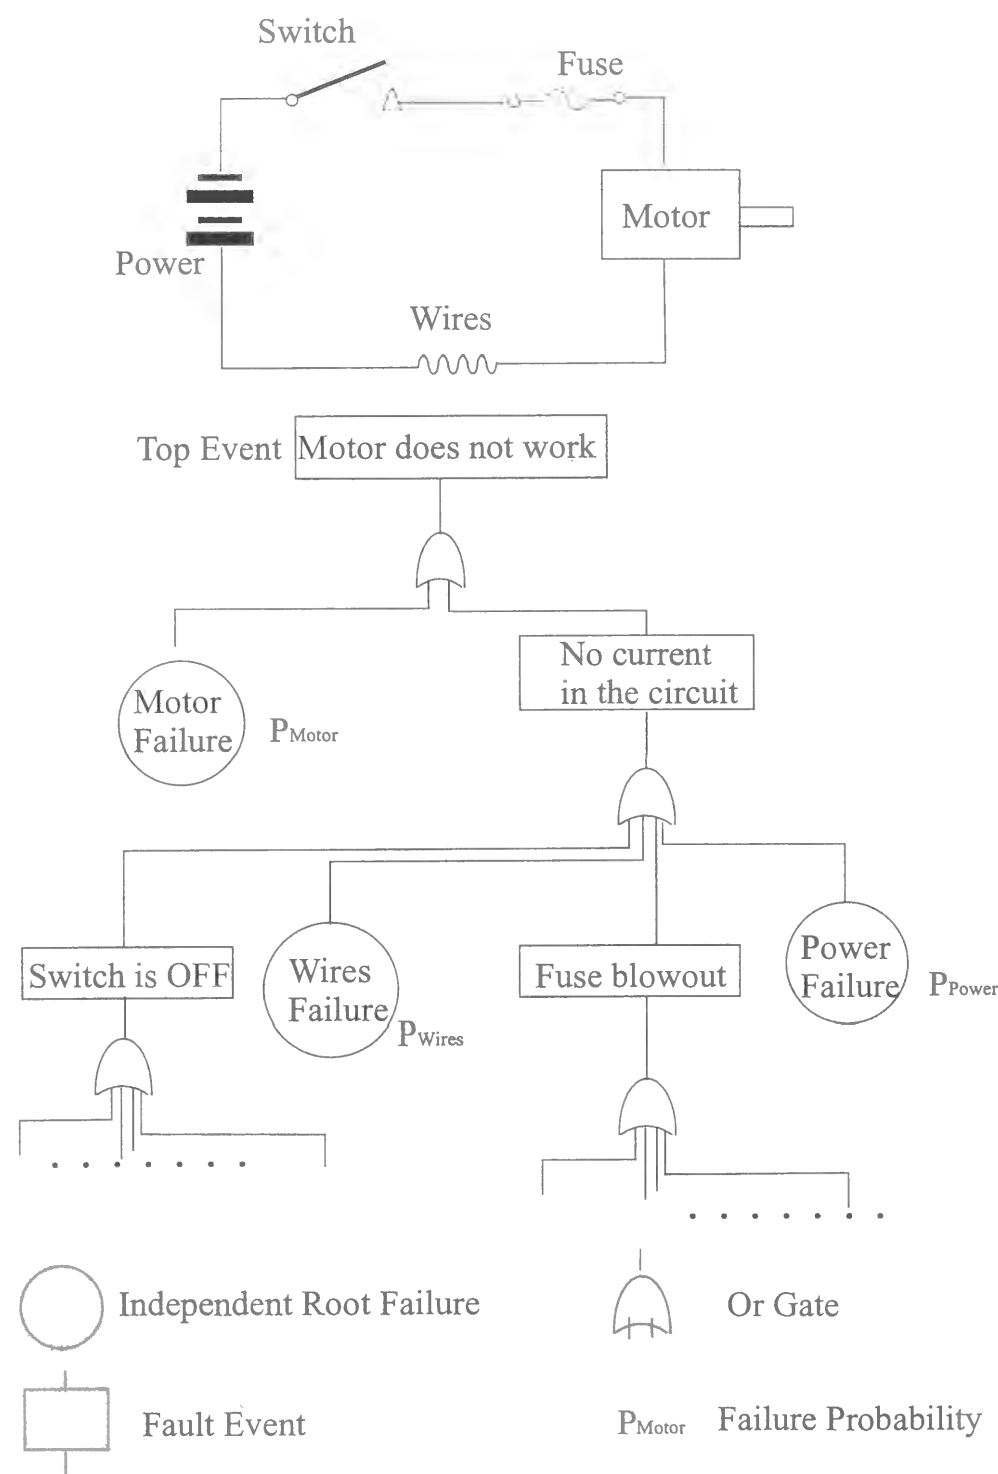 Switch
Fuse
Motor
Power
Wires
Top Event Motor does not work
No current
in the circuit
Motor
Failure
PMotor
Switch is OFF
Wires
Failure
PWires
Fuse blowout
Power
Failure
PPower
Independent Root Failure
Or Gate
Fault Event
PMotor Failure Probability